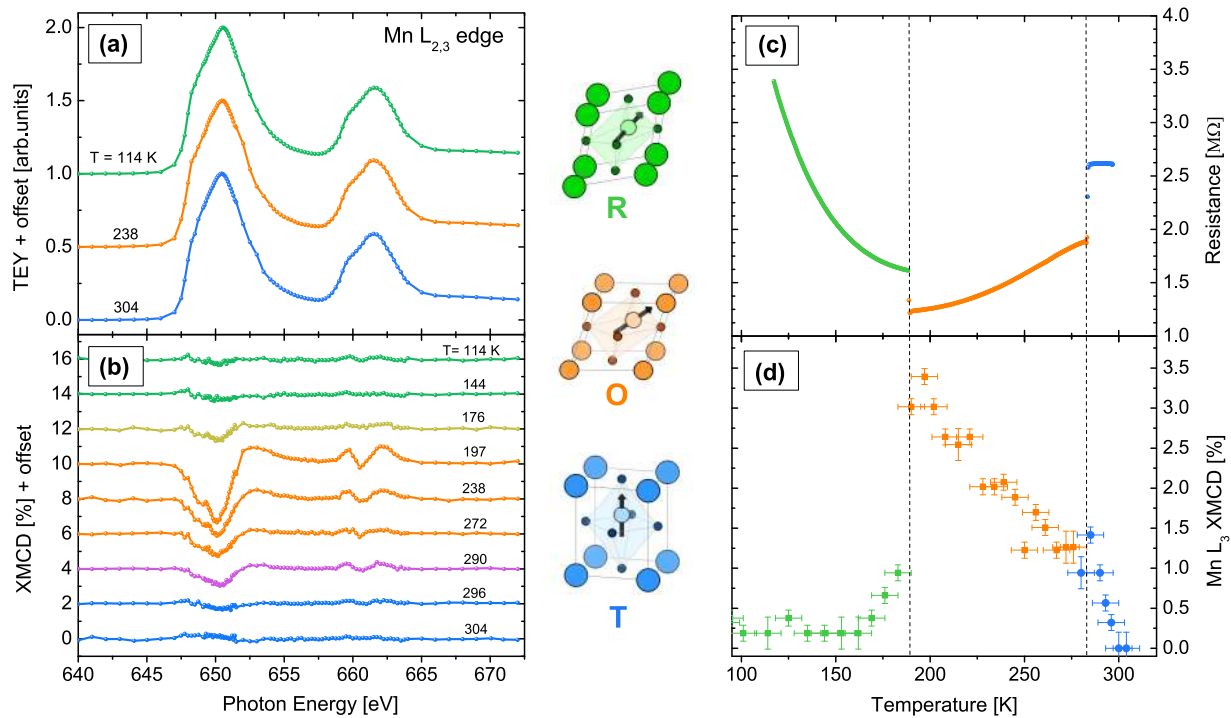 (a)
Mn L2,3 edge
TEY + offset [arb.units]
2.0
1.5
1.0
0.5
0.0
T = 114 K
238
304
(b)
XMCD [%] + offset
16
14
12
10
8
6
4
2
0
T= 114 K
144
176
197
238
272
290
296
304
640 645 650 655 660 665 670
Photon Energy [eV]
R
O
T
(c)
4.0
3.5
3.0
2.5
2.0
1.5
1.0
Resistance [MΩ]
(d)
3.5
3.0
2.5
2.0
1.5
1.0
0.5
0.0
Mn L3 XMCD [%]
100 150 200 250 300
Temperature [K]